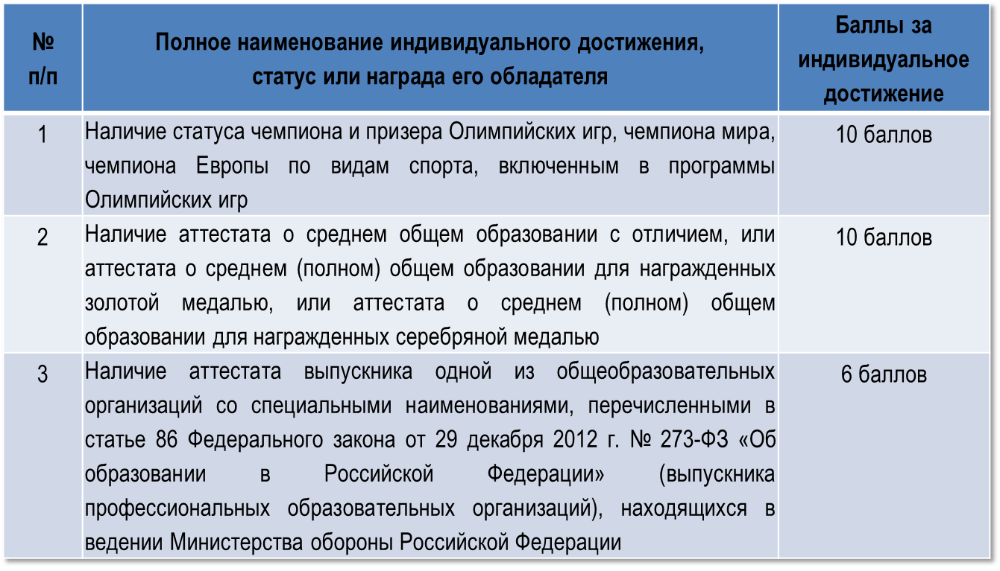 №
п/п
Полное наименование индивидуального достижения,
статус или награда его обладателя
Баллы за
индивидуальное
достижение
1
Наличие статуса чемпиона и призера Олимпийских игр, чемпиона мира,
чемпиона Европы по видам спорта, включенным в программы
Олимпийских игр
10 баллов
2
Наличие аттестата о среднем общем образовании с отличием, или
аттестата о среднем (полном) общем образовании для награжденных
золотой медалью, или аттестата о среднем (полном) общем
образовании для награжденных серебряной медалью
10 баллов
3
Наличие аттестата выпускника одной из общеобразовательных
организаций со специальными наименованиями, перечисленными в
статье 86 Федерального закона от 29 декабря 2012 г. № 273-ФЗ «Об
образовании в Российской Федерации» (выпускника
профессиональных образовательных организаций), находящихся в
ведении Министерства обороны Российской Федерации
6 баллов